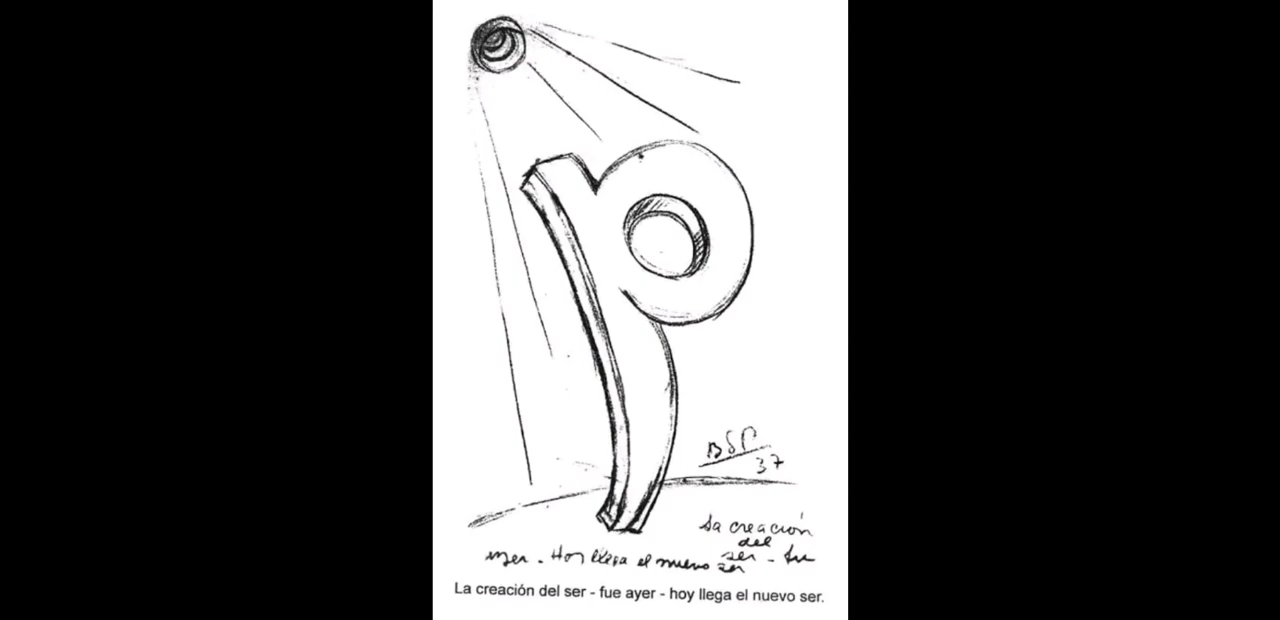 BSP
37
La creación
del
ser - fue
ayer - Hoy llega el nuevo ser
La creación del ser - fue ayer - hoy llega el nuevo ser.